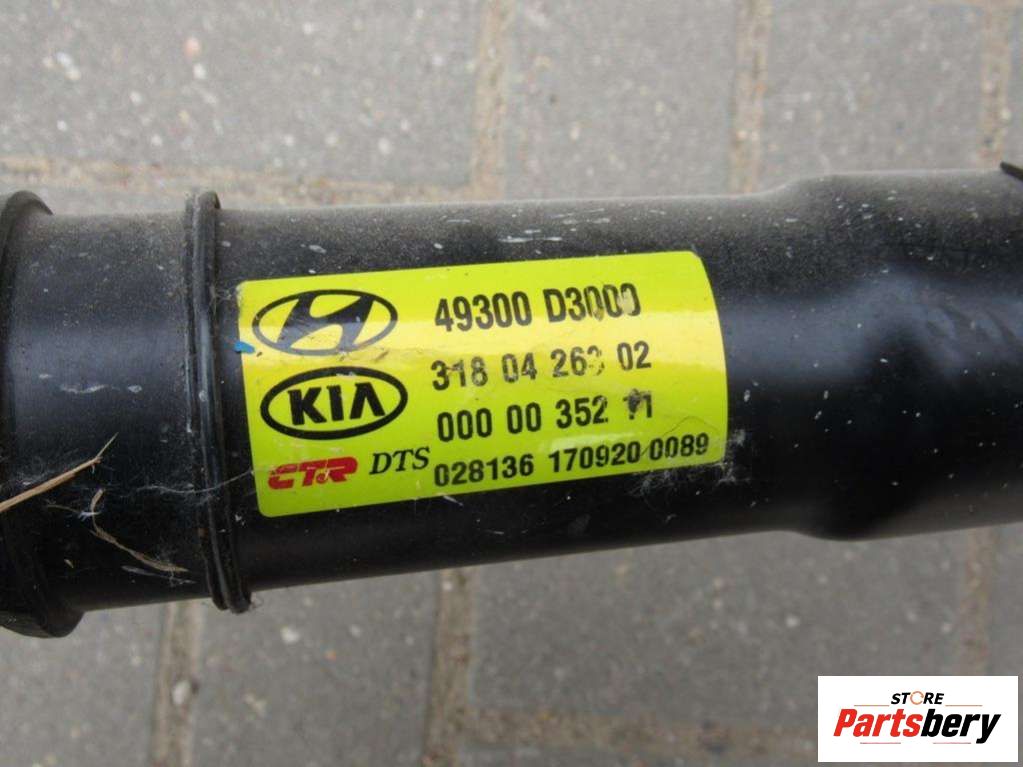 49300 D3000
KIA
318 04 263 02
000 00 352 11
CTR DTS 028136 170920 0089
STORE
Partsbery